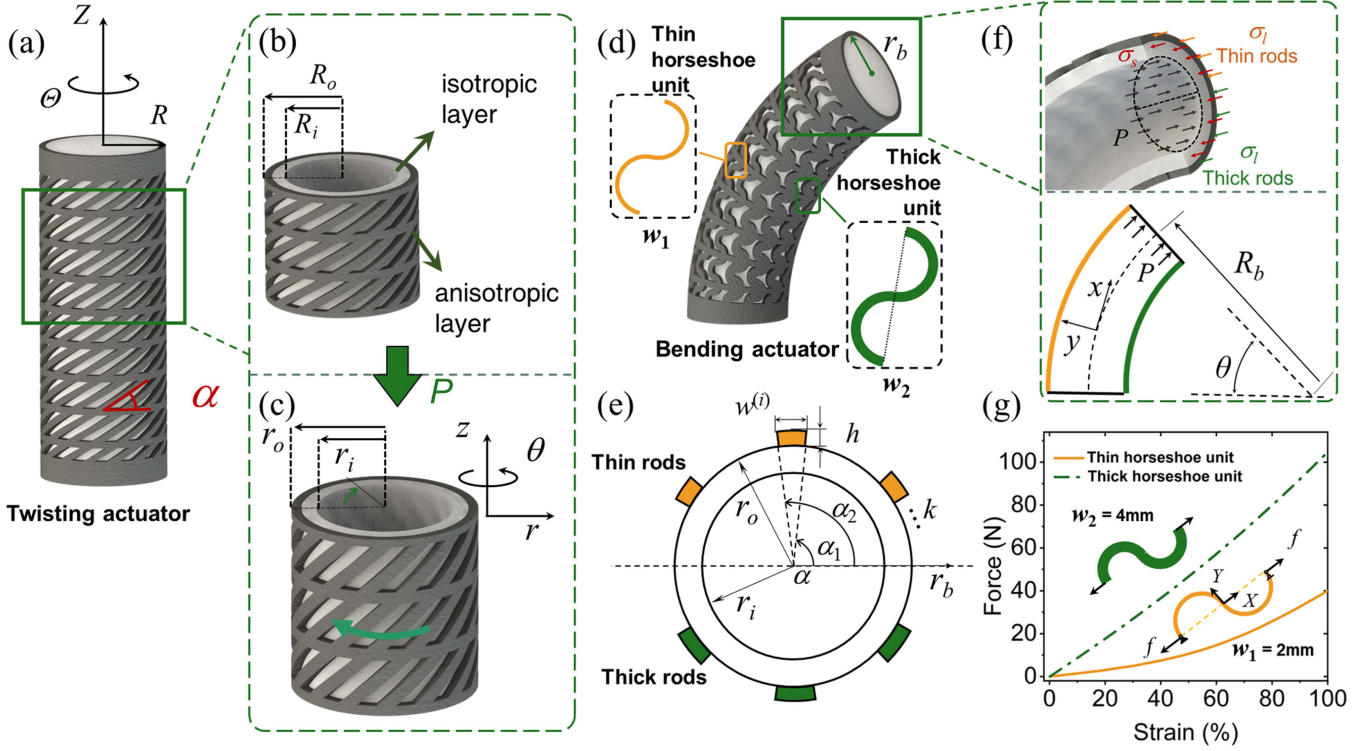 (a)
Z
Θ
R
α
Twisting actuator
(b)
R_o
R_i
isotropic
layer
anisotropic
layer
P
(c)
r_o
r_i
z
θ
r
(d)
Thin
horseshoe
unit
w_1
r_b
Thick
horseshoe
unit
w_2
Bending actuator
(e)
w^(i)
h
Thin rods
r_o
α_2
α_1
k
α
r_b
r_i
Thick rods
(f)
σ_l
Thin rods
σ_s
P
σ_l
Thick rods
P
R_b
x
y
θ
(g)
Thin horseshoe unit
Thick horseshoe unit
w_2 = 4mm
f
Y
X
f
w_1 = 2mm
Force (N)
100
80
60
40
20
0
0
20
40
60
80
100
Strain (%)